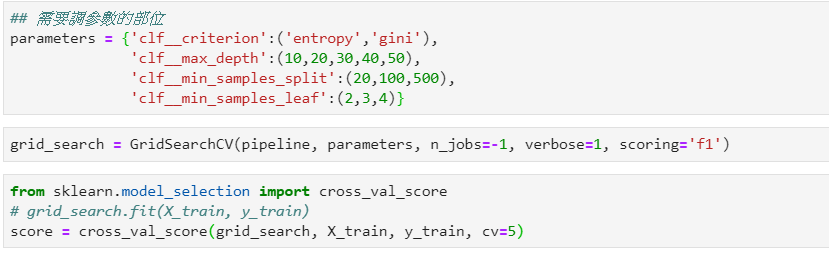 ## 需要調參數的部位
parameters = {'clf__criterion':('entropy','gini'),
'clf__max_depth':(10,20,30,40,50),
'clf__min_samples_split':(20,100,500),
'clf__min_samples_leaf':(2,3,4)}
grid_search = GridSearchCV(pipeline, parameters, n_jobs=-1, verbose=1, scoring='f1')
from sklearn.model_selection import cross_val_score
# grid_search.fit(X_train, y_train)
score = cross_val_score(grid_search, X_train, y_train, cv=5)